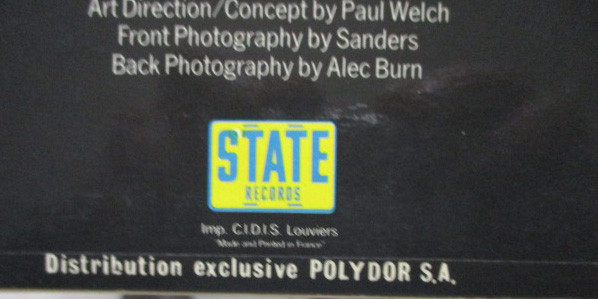 Art Direction/Concept by Paul Welch
Front Photography by Sanders
Back Photography by Alec Burn
STATE
RECORDS
Imp. C.I.D.I.S. Louviers
"Made and Printed in France"
Distribution exclusive POLYDOR S.A.